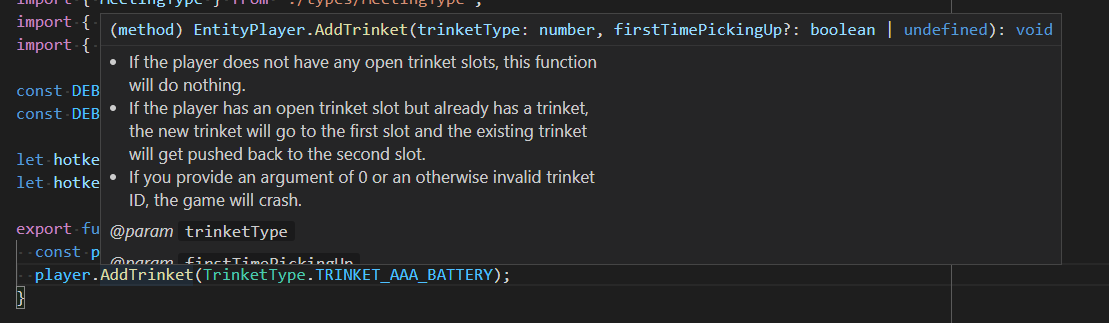 import { MeetingType } from "./types/MeetingType";
import {
import {
(method) EntityPlayer.AddTrinket(trinketType: number, firstTimePickingUp?: boolean | undefined): void
const DEB
const DEB
let hotke
let hotke
export fu
const p
• If the player does not have any open trinket slots, this function
will do nothing.
• If the player has an open trinket slot but already has a trinket,
the new trinket will go to the first slot and the existing trinket
will get pushed back to the second slot.
• If you provide an argument of 0 or an otherwise invalid trinket
ID, the game will crash.
@param trinketType
@param firstTimePickingUp
player.AddTrinket(TrinketType.TRINKET_AAA_BATTERY);
}